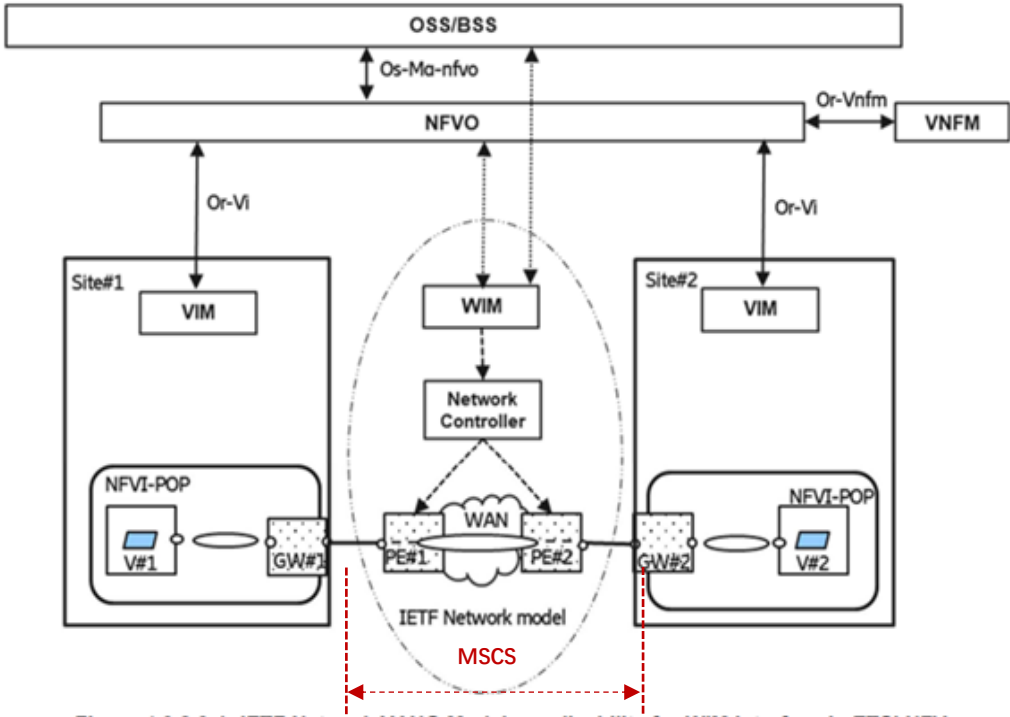 OSS/BSS
Os-Ma-nfvo
Or-Vnfm
NFVO
VNFM
Or-Vi
Or-Vi
Site#1
VIM
WIM
Site#2
VIM
Network
Controller
NFVI-POP
V#1
GW#1
WAN
PE#1
PE#2
NFVI-POP
GW#2
V#2
IETF Network model
MSCS